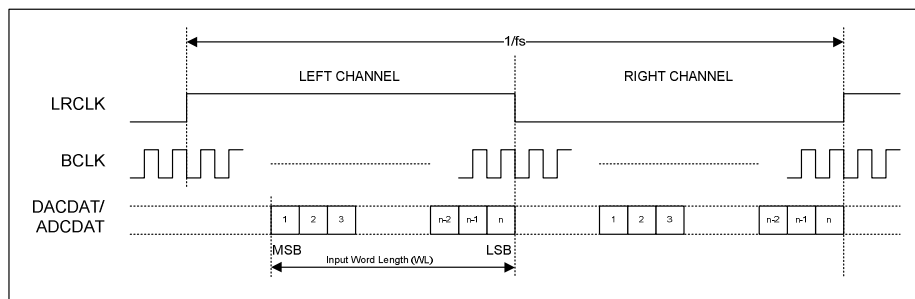 1/fs
LEFT CHANNEL RIGHT CHANNEL
LRCLK
BCLK
DACDAT/
ADCDAT
1 2 3 n-2 n-1 n 1 2 3 n-2 n-1 n
MSB LSB
Input Word Length (WL)